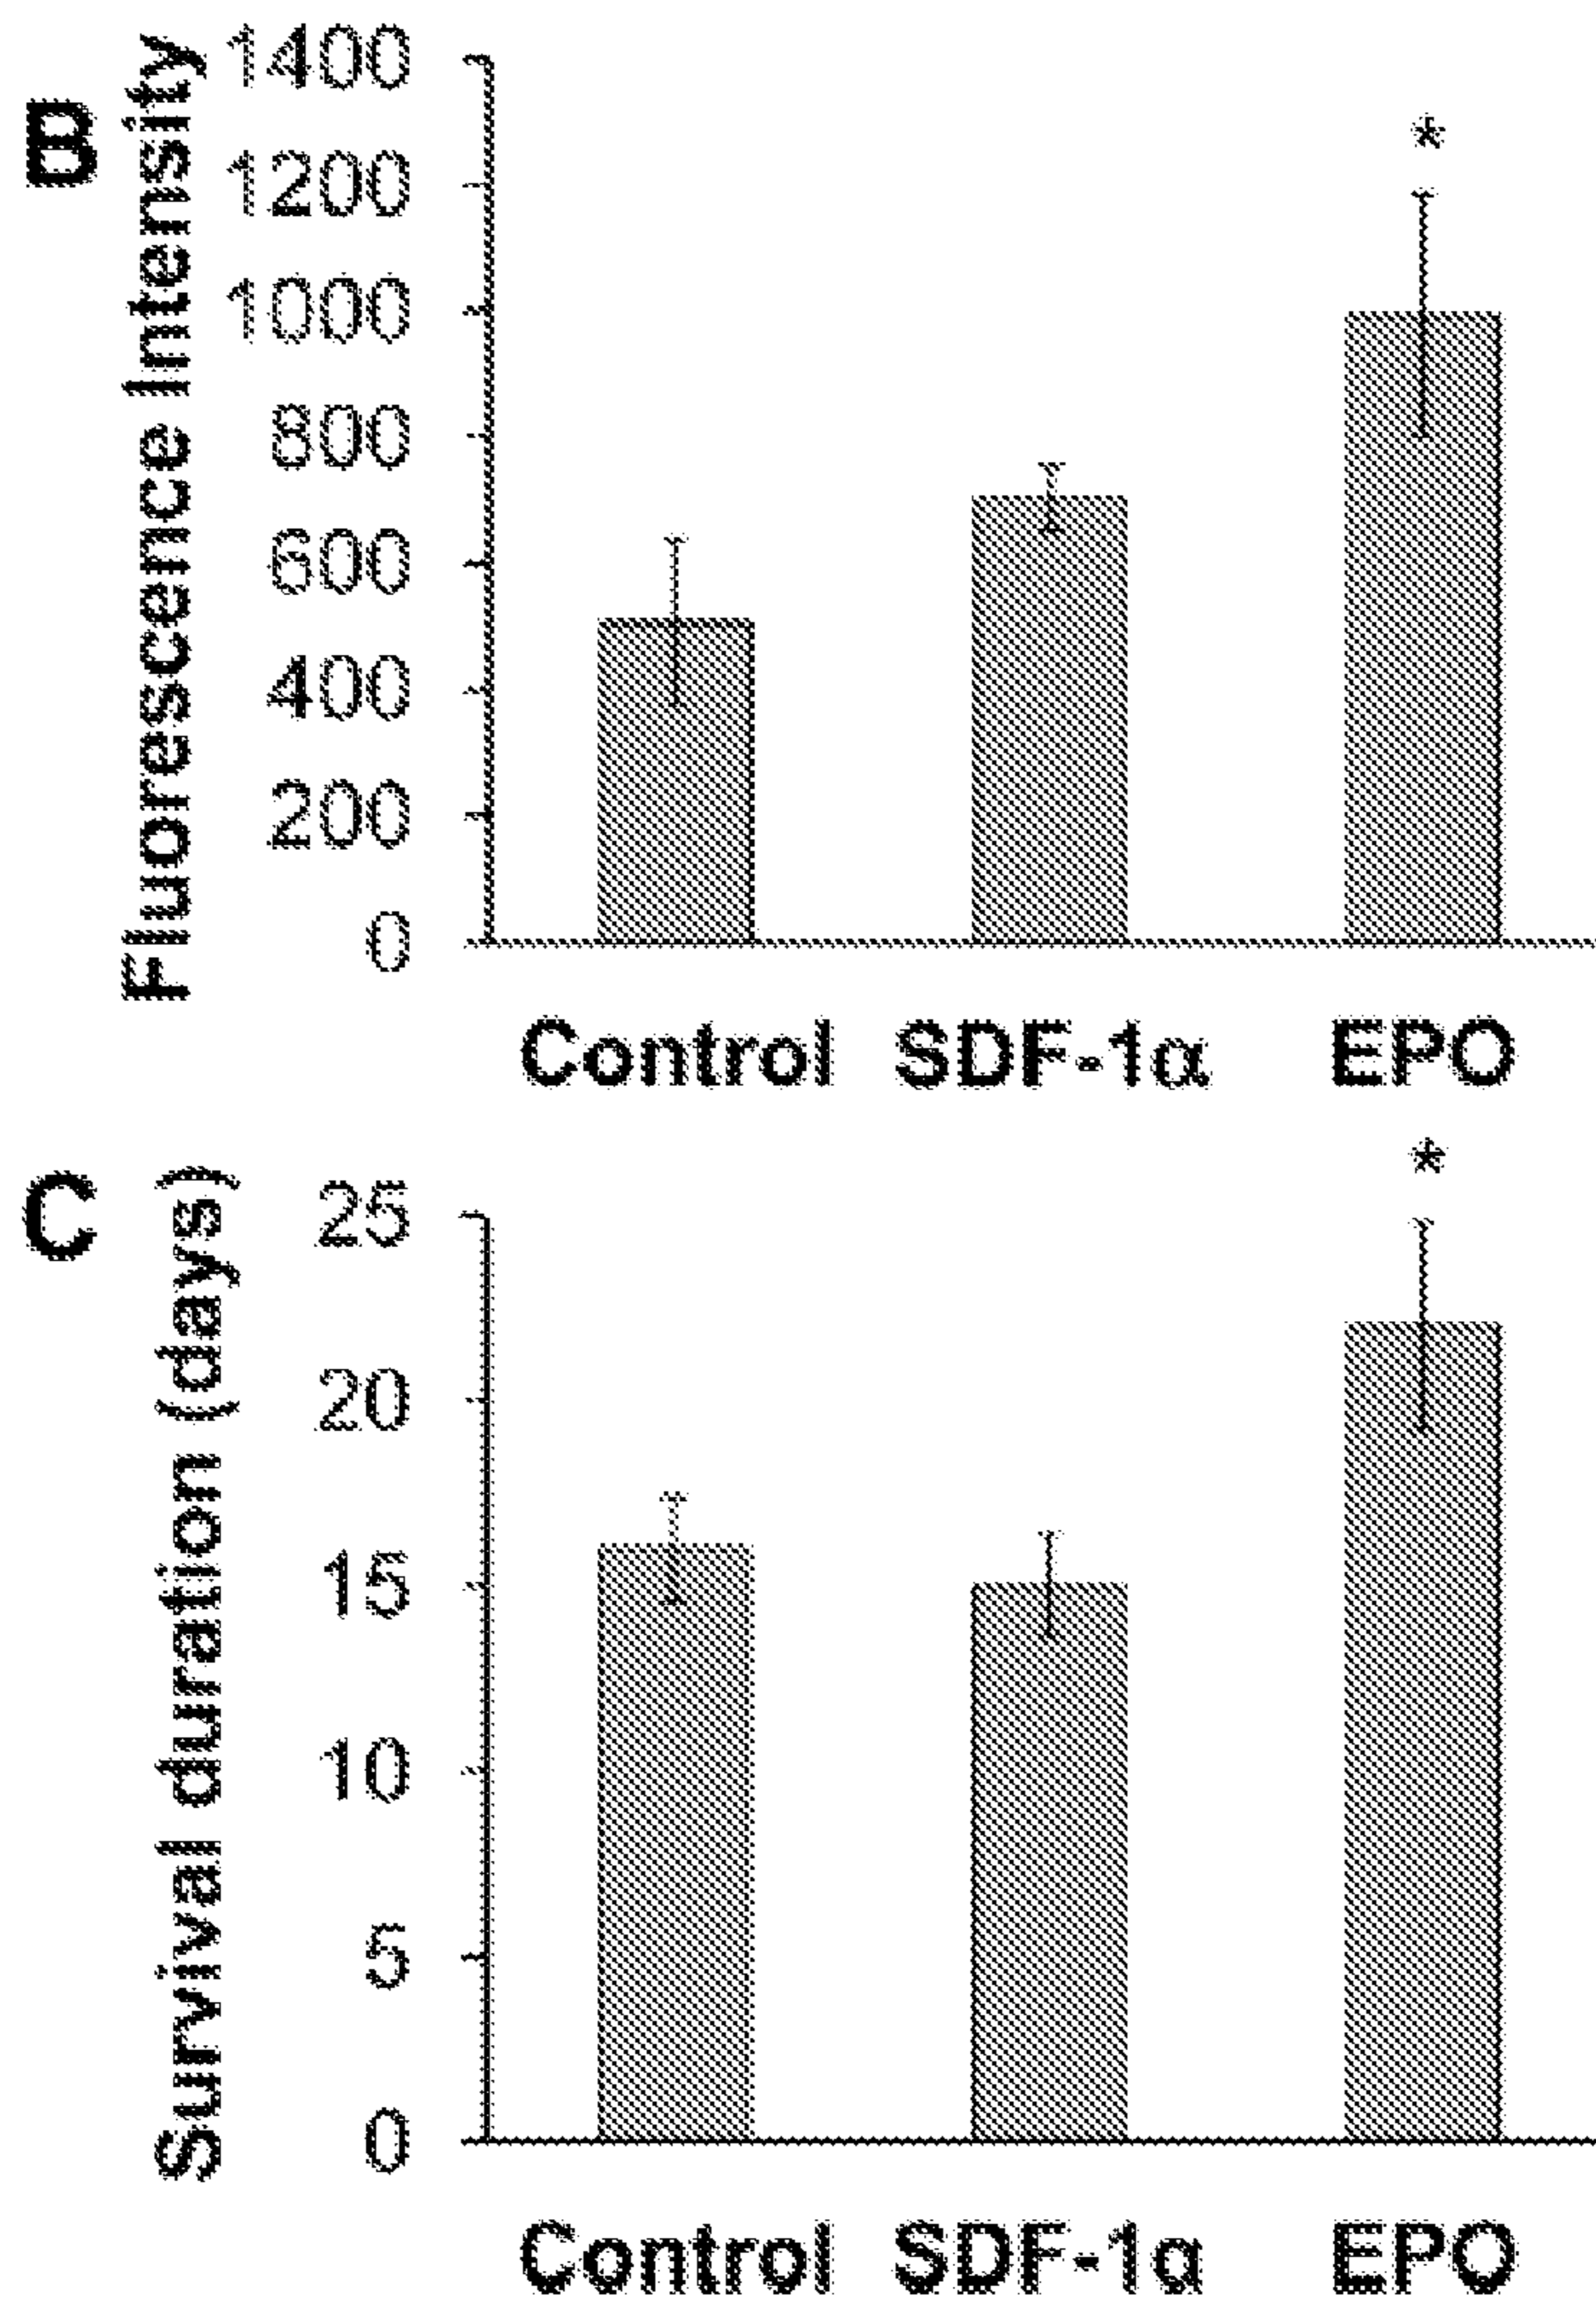 B
Fluorescence Intensity
1400
1200
1000
800
600
400
200
0
*
Control SDF-1α EPO
C
Survival duration (days)
25
20
15
10
5
0
*
Control SDF-1α EPO